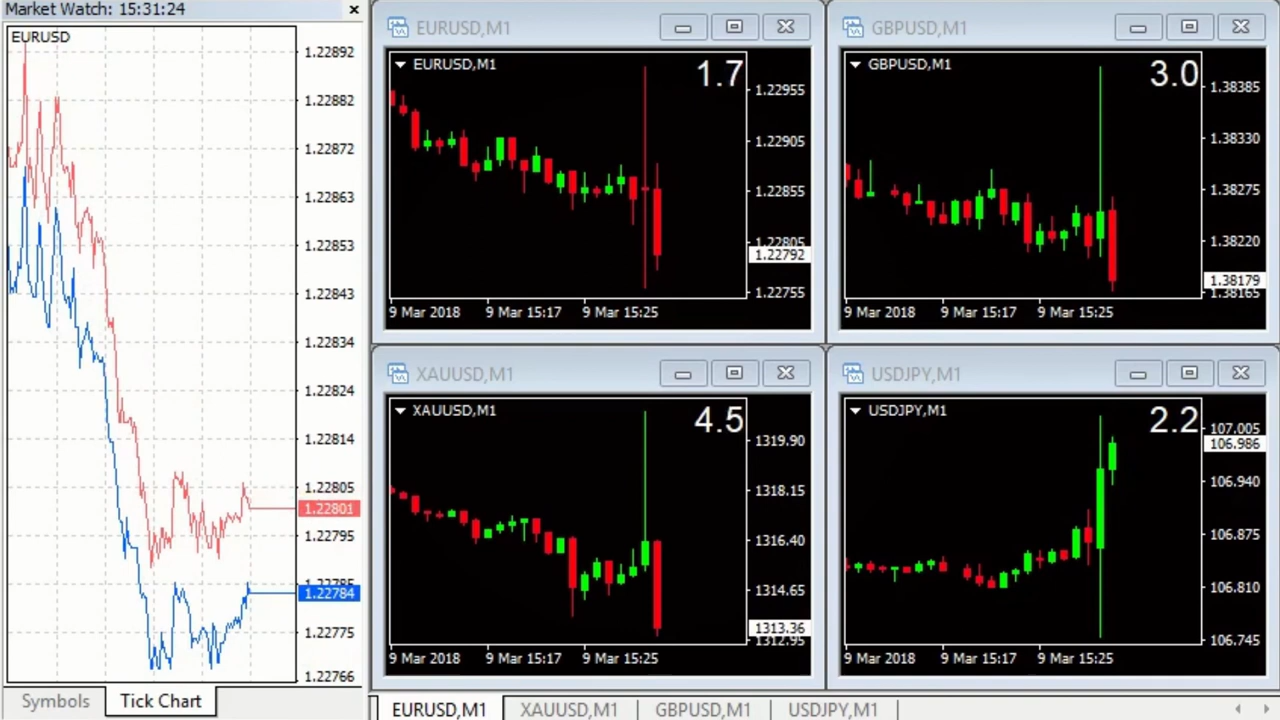 Market Watch: 15:31:24
EURUSD
1.22892
1.22882
1.22872
1.22863
1.22853
1.22843
1.22834
1.22824
1.22814
1.22805
1.22801
1.22795
1.22785
1.22784
1.22775
1.22766
Symbols
Tick Chart
EURUSD,M1
EURUSD,M1
1.7
1.22955
1.22905
1.22855
1.22805
1.22792
1.22755
9 Mar 2018
9 Mar 15:17
9 Mar 15:25
GBPUSD,M1
GBPUSD,M1
3.0
1.38385
1.38330
1.38275
1.38220
1.38179
1.38165
9 Mar 2018
9 Mar 15:17
9 Mar 15:25
XAUUSD,M1
XAUUSD,M1
4.5
1319.90
1318.15
1316.40
1314.65
1313.36
1312.95
9 Mar 2018
9 Mar 15:17
9 Mar 15:25
USDJPY,M1
USDJPY,M1
2.2
107.005
106.986
106.940
106.875
106.810
106.745
9 Mar 2018
9 Mar 15:17
9 Mar 15:25
EURUSD,M1
XAUUSD,M1
GBPUSD,M1
USDJPY,M1